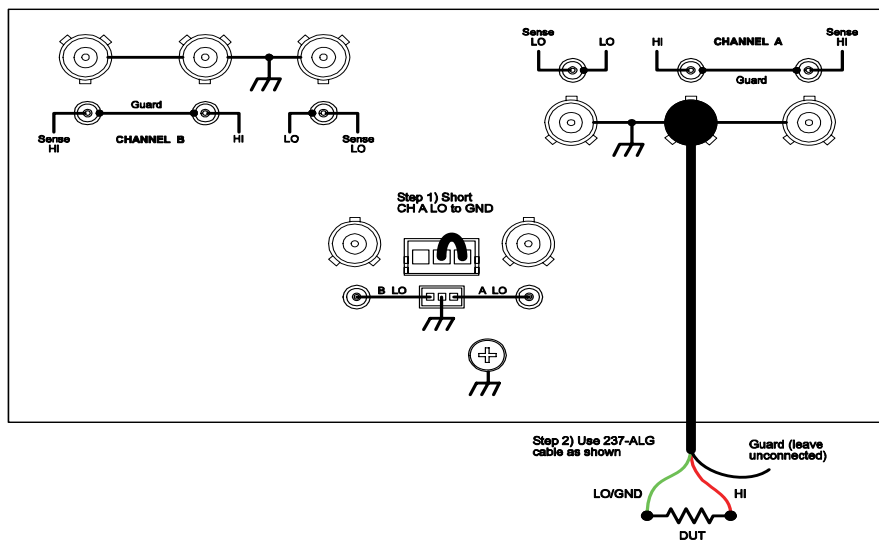 Sense
LO
LO
HI
CHANNEL A
Sense
HI
Guard
Guard
Sense
HI
CHANNEL B
HI
LO
Sense
LO
Step 1) Short
CH A LO to GND
B LO
A LO
Step 2) Use 237-ALG
cable as shown
Guard (leave
unconnected)
LO/GND
HI
DUT